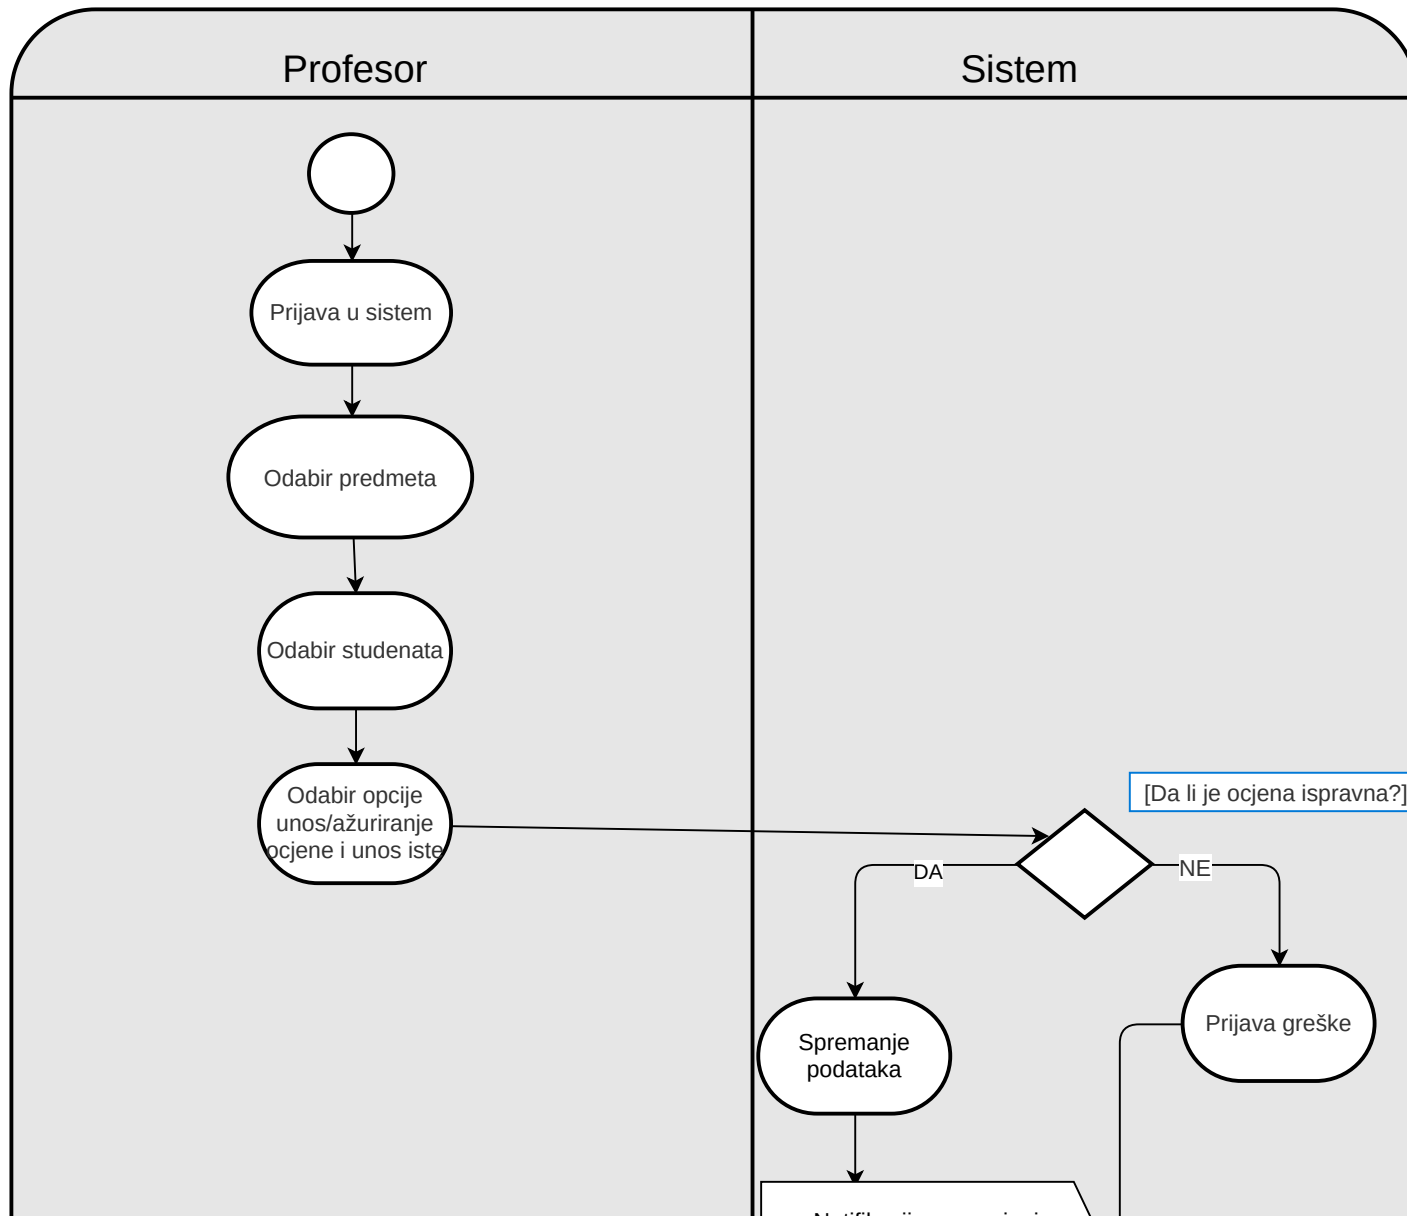 Profesor
Sistem
Prijava u sistem
Odabir predmeta
Odabir studenata
Odabir opcije
unos/ažuriranje
ocjene i unos iste
[Da li je ocjena ispravna?]
DA
NE
Prijava greške
Spremanje
podataka